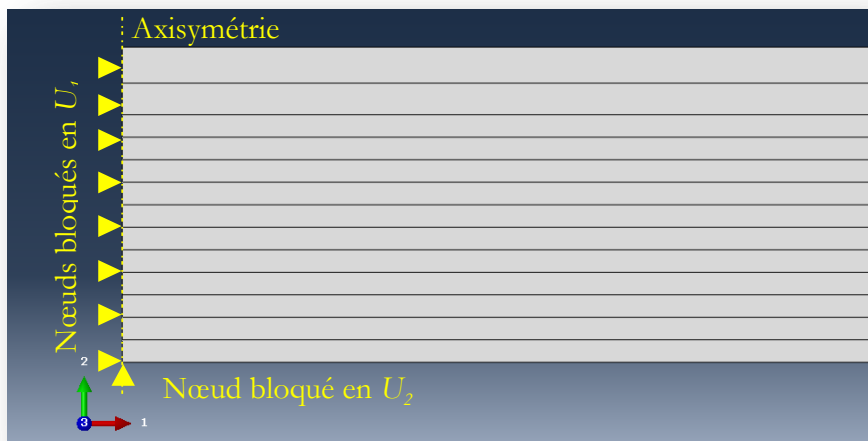 Axisymétrie
Nœuds bloqués en U₁
Nœud bloqué en U₂
2
3
1